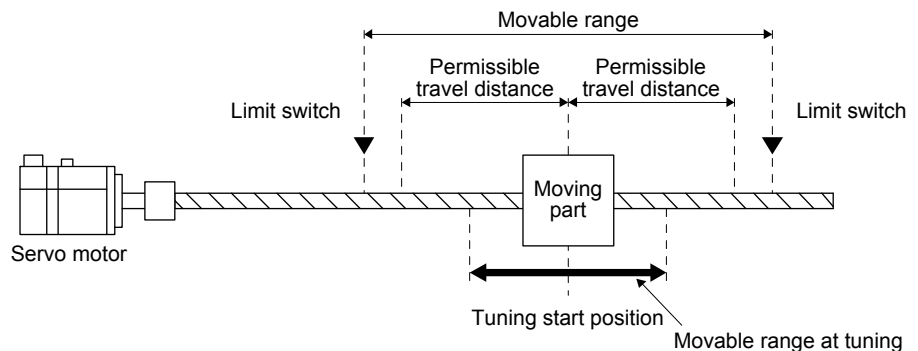 Movable range
Permissible
travel distance
Permissible
travel distance
Limit switch
Limit switch
Moving
part
Servo motor
Tuning start position
Movable range at tuning